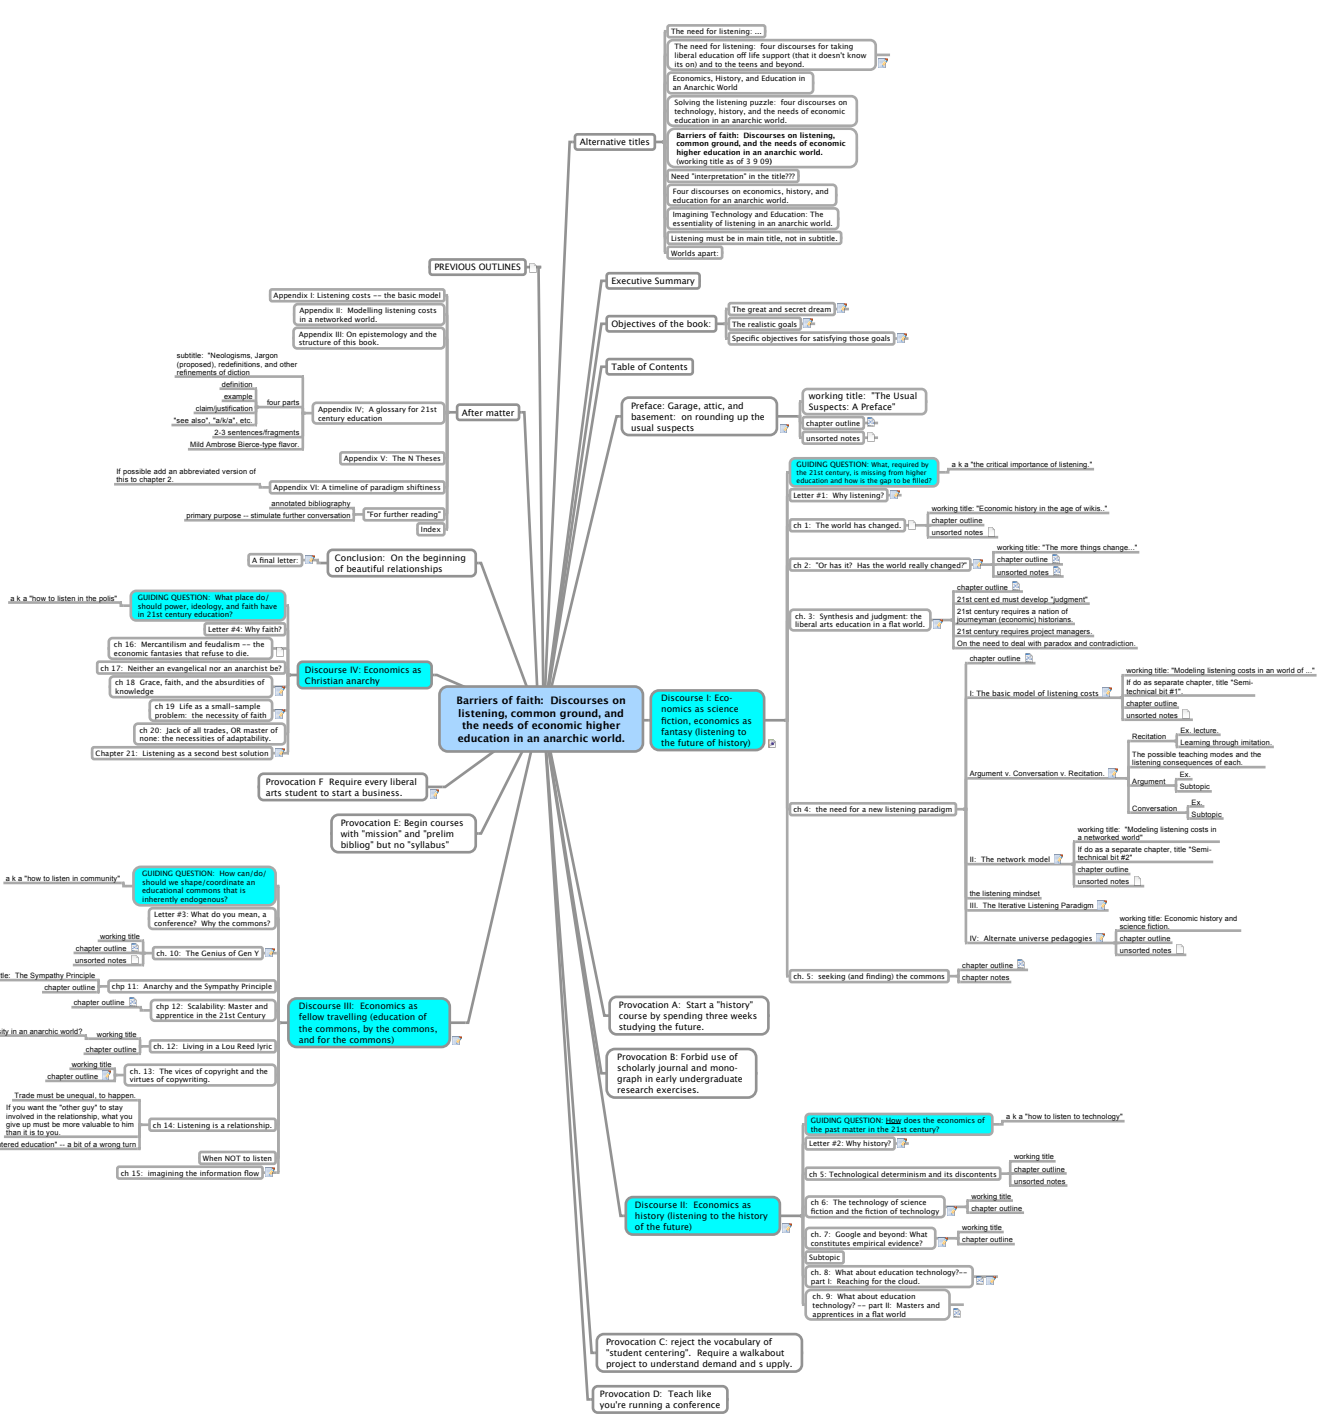 The need for listening: ...
The need for listening:  four discourses for taking
liberal education off life support (that it doesn't know
its on) and to the teens and beyond.
Economics, History, and Education in
an Anarchic World
Solving the listening puzzle:  four discourses on
technology, history, and the needs of economic
education in an anarchic world.
Alternative titles
Barriers of faith:  Discourses on listening,
common ground, and the needs of economic
higher education in an anarchic world.
(working title as of 3 9 09)
Need "interpretation" in the title???
Four discourses on economics, history, and
education for an anarchic world.
Imagining Technology and Education: The
essentiality of listening in an anarchic world.
Listening must be in main title, not in subtitle.
Worlds apart:
PREVIOUS OUTLINES
Executive Summary
Objectives of the book:
The great and secret dream
The realistic goals
Specific objectives for satisfying those goals
Table of Contents
Preface: Garage, attic, and
basement:  on rounding up the
usual suspects
working title:  "The Usual
Suspects: A Preface"
chapter outline
unsorted notes
Appendix I: Listening costs -- the basic model
Appendix II:  Modelling listening costs
in a networked world.
Appendix III: On epistemology and the
structure of this book.
subtitle:  "Neologisms, Jargon
(proposed), redefinitions, and other
refinements of diction
definition
example
claim/justification
"see also", "a/k/a", etc.
four parts
2-3 sentences/fragments
Mild Ambrose Bierce-type flavor.
Appendix IV;  A glossary for 21st
century education
After matter
Appendix V:  The N Theses
If possible add an abbreviated version of
this to chapter 2.
Appendix VI: A timeline of paradigm shiftiness
annotated bibliography
primary purpose -- stimulate further conversation
"For further reading"
Index
A final letter:
Conclusion:  On the beginning
of beautiful relationships
a k a "how to listen in the polis"
GUIDING QUESTION:  What place do/
should power, ideology, and faith have
in 21st century education?
Letter #4: Why faith?
ch 16:  Mercantilism and feudalism -- the
economic fantasies that refuse to die.
ch 17:  Neither an evangelical nor an anarchist be?
ch 18  Grace, faith, and the absurdities of
knowledge
ch 19  Life as a small-sample
problem:  the necessity of faith
ch 20:  Jack of all trades, OR master of
none: the necessities of adaptability.
Chapter 21:  Listening as a second best solution
Discourse IV: Economics as
Christian anarchy
Barriers of faith:  Discourses on
listening, common ground, and
the needs of economic higher
education in an anarchic world.
Discourse I: Eco-
nomics as science
fiction, economics as
fantasy (listening to
the future of history)
GUIDING QUESTION: What, required by
the 21st century, is missing from higher
education and how is the gap to be filled?
a k a "the critical importance of listening."
Letter #1:  Why listening?
ch 1:  The world has changed.
working title: "Economic history in the age of wikis.."
chapter outline
unsorted notes
ch 2:  "Or has it?  Has the world really changed?"
working title: "The more things change..."
chapter outline
unsorted notes
ch. 3:  Synthesis and judgment: the
liberal arts education in a flat world.
chapter outline
21st cent ed must develop "judgment"
21st century requires a nation of
journeyman (economic) historians.
21st century requires project managers.
On the need to deal with paradox and contradiction.
ch 4:  the need for a new listening paradigm
chapter outline
I: The basic model of listening costs
working title: "Modeling listening costs in an world of ..."
If do as separate chapter, title "Semi-
technical bit #1".
chapter outline
unsorted notes
Argument v. Conversation v. Recitation.
Recitation
Ex. lecture.
Learning through imitation.
The possible teaching modes and the
listening consequences of each.
Argument
Ex.
Subtopic
Conversation
Ex.
Subtopic
II:  The network model
working title:  "Modeling listening costs in
a networked world"
If do as a separate chapter, title "Semi-
technical bit #2"
chapter outline
unsorted notes
the listening mindset
III.  The Iterative Listening Paradigm
IV:  Alternate universe pedagogies
working title: Economic history and
science fiction.
chapter outline
unsorted notes
ch. 5:  seeking (and finding) the commons
chapter outline
chapter notes
Provocation F  Require every liberal
arts student to start a business.
Provocation E: Begin courses
with "mission" and "prelim
bibliog" but no "syllabus"
a k a "how to listen in community"
GUIDING QUESTION:  How can/do/
should we shape/coordinate an
educational commons that is
inherently endogenous?
Letter #3: What do you mean, a
conference?  Why the commons?
working title
chapter outline
unsorted notes
ch. 10:  The Genius of Gen Y
tle:  The Sympathy Principle
chapter outline
chp 11:  Anarchy and the Sympathy Principle
chapter outline
chp 12:  Scalability: Master and
apprentice in the 21st Century
sity in an anarchic world?
working title
chapter outline
ch. 12:  Living in a Lou Reed lyric
working title
chapter outline
ch. 13:  The vices of copyright and the
virtues of copywriting.
Trade must be unequal, to happen.
If you want the "other guy" to stay
involved in the relationship, what you
give up must be more valuable to him
than it is to you.
tered education" -- a bit of a wrong turn
ch 14: Listening is a relationship.
When NOT to listen
ch 15:  imagining the information flow
Discourse III:  Economics as
fellow travelling (education of
the commons, by the commons,
and for the commons)
Provocation A:  Start a "history"
course by spending three weeks
studying the future.
Provocation B: Forbid use of
scholarly journal and mono-
graph in early undergraduate
research exercises.
Discourse II:  Economics as
history (listening to the history
of the future)
GUIDING QUESTION: How does the economics of
the past matter in the 21st century?
a k a "how to listen to technology"
Letter #2: Why history?
ch 5: Technological determinism and its discontents
working title
chapter outline
unsorted notes
ch 6:  The technology of science
fiction and the fiction of technology
working title
chapter outline
ch. 7:  Google and beyond: What
constitutes empirical evidence?
working title
chapter outline
Subtopic
ch. 8:  What about education technology?--
part I:  Reaching for the cloud.
ch. 9:  What about education
technology? -- part II:  Masters and
apprentices in a flat world
Provocation C: reject the vocabulary of
"student centering".  Require a walkabout
project to understand demand and s upply.
Provocation D:  Teach like
you're running a conference